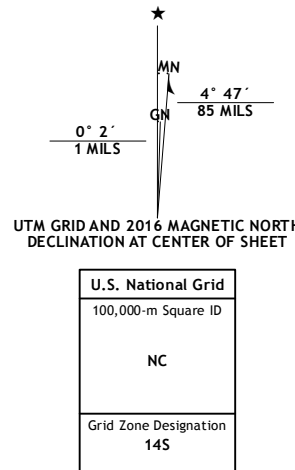 ★
MN
4° 47´
85 MILS
GN
0° 2´
1 MILS
UTM GRID AND 2016 MAGNETIC NORTH
DECLINATION AT CENTER OF SHEET
U.S. National Grid
100,000-m Square ID
NC
Grid Zone Designation
14S